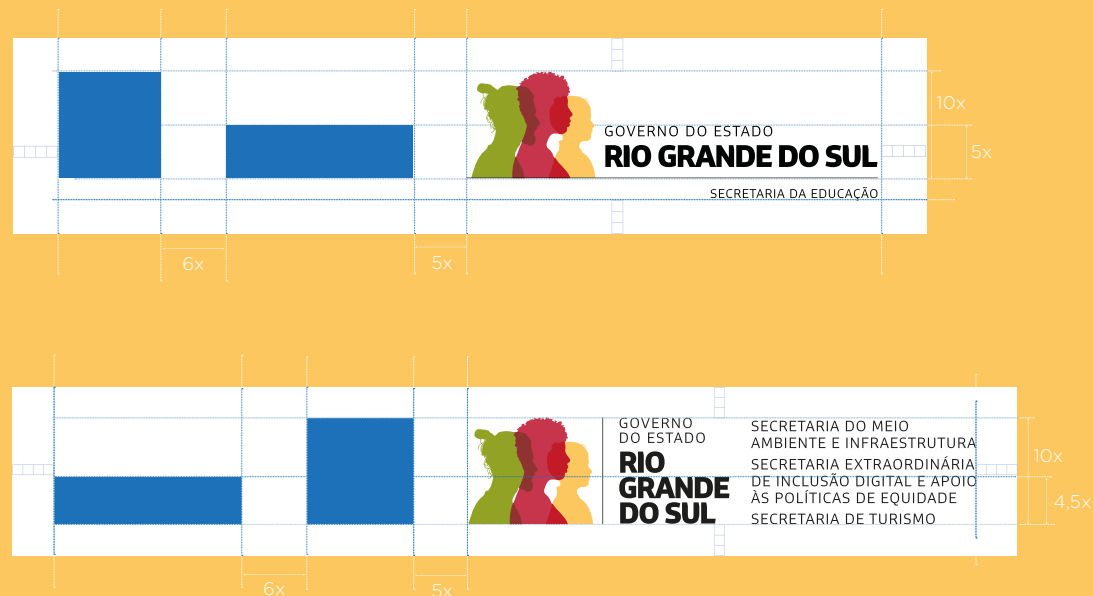 10x
GOVERNO DO ESTADO
RIO GRANDE DO SUL
5x
SECRETARIA DA EDUCAÇÃO
6x
5x
GOVERNO
DO ESTADO
RIO
GRANDE
DO SUL
SECRETARIA DO MEIO
AMBIENTE E INFRAESTRUTURA
SECRETARIA EXTRAORDINÁRIA
DE INCLUSÃO DIGITAL E APOIO
ÀS POLÍTICAS DE EQUIDADE
SECRETARIA DE TURISMO
10x
4,5x
6x
5x